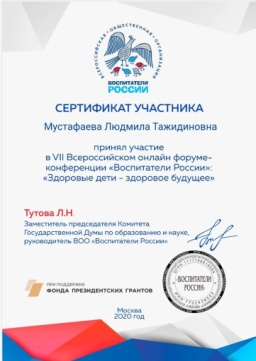 ВСЕРОССИЙСКАЯ ОБЩЕСТВЕННАЯ ОРГАНИЗАЦИЯ
ВОСПИТАТЕЛИ
РОССИИ
СЕРТИФИКАТ УЧАСТНИКА
Мустафаева Людмила Тажидиновна
принял участие
в VII Всероссийском онлайн форуме-
конференции «Воспитатели России»:
«Здоровые дети - здоровое будущее»
Тутова Л.Н.
Заместитель председателя Комитета
Государственной Думы по образованию и науке,
руководитель ВОО «Воспитатели России»
ВОСПИТАТЕЛИ
РОССИИ
ПРИ ПОДДЕРЖКЕ
ФОНДА ПРЕЗИДЕНТСКИХ ГРАНТОВ
Москва
2020 год